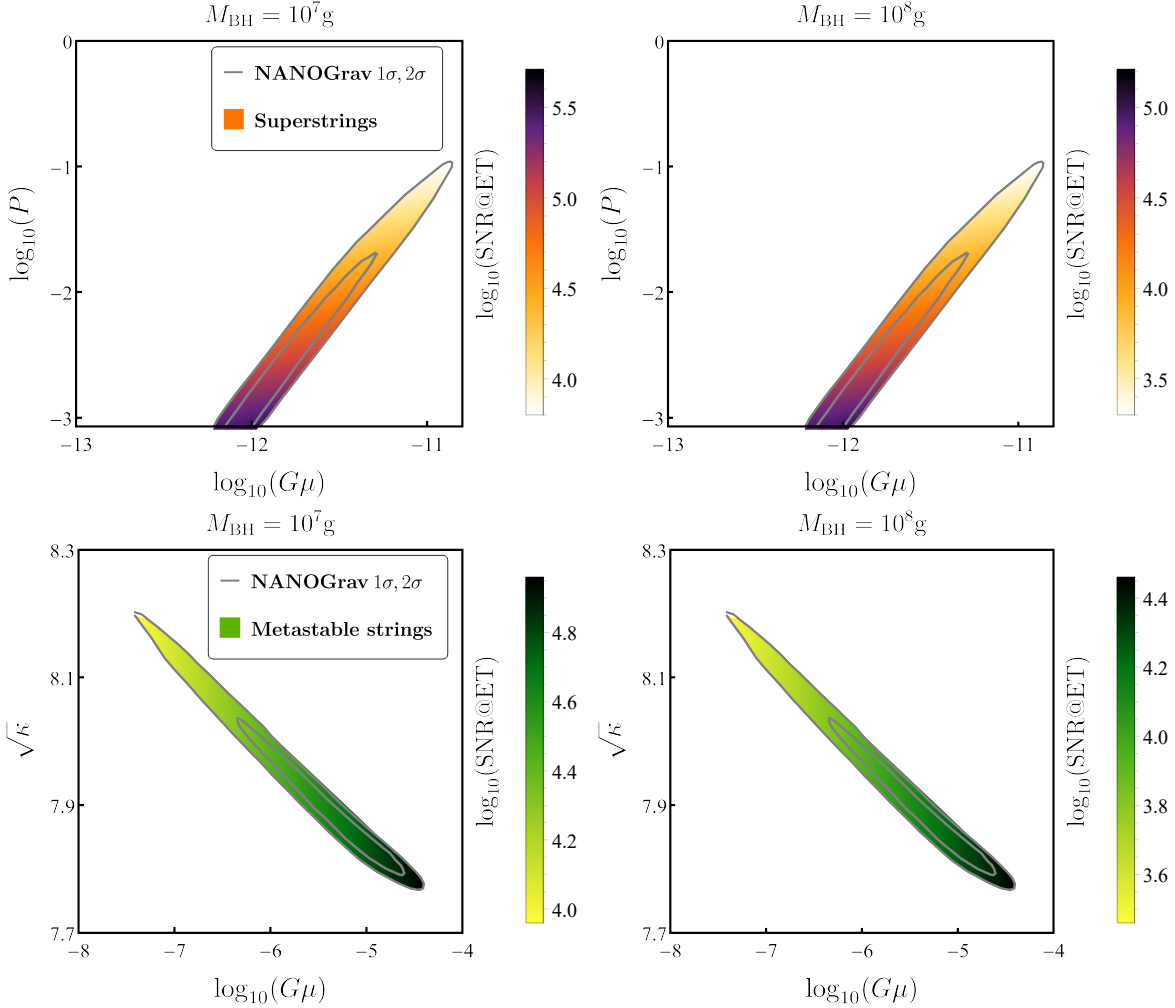 M_BH = 10^7 g
M_BH = 10^8 g
NANOGrav 1σ, 2σ
Superstrings
0
−1
−2
−3
−13
−12
−11
log10(P)
log10(Gμ)
5.5
5.0
4.5
4.0
log10(SNR@ET)
0
−1
−2
−3
−13
−12
−11
log10(P)
log10(Gμ)
5.0
4.5
4.0
3.5
log10(SNR@ET)
M_BH = 10^7 g
M_BH = 10^8 g
NANOGrav 1σ, 2σ
Metastable strings
8.3
8.1
7.9
7.7
−8
−7
−6
−5
−4
√κ
log10(Gμ)
4.8
4.6
4.4
4.2
4.0
log10(SNR@ET)
8.3
8.1
7.9
7.7
−8
−7
−6
−5
−4
√κ
log10(Gμ)
4.4
4.2
4.0
3.8
3.6
log10(SNR@ET)